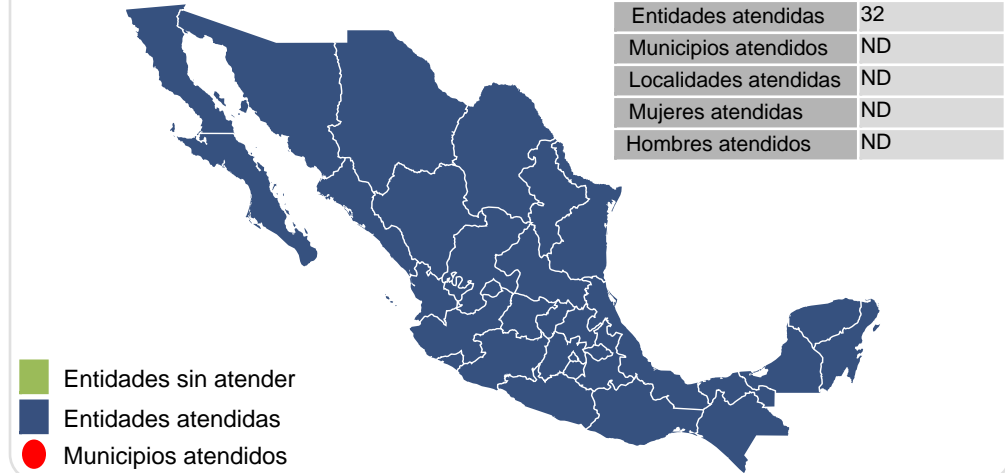 Entidades atendidas 32
Municipios atendidos ND
Localidades atendidas ND
Mujeres atendidas ND
Hombres atendidos ND
Entidades sin atender
Entidades atendidas
Municipios atendidos